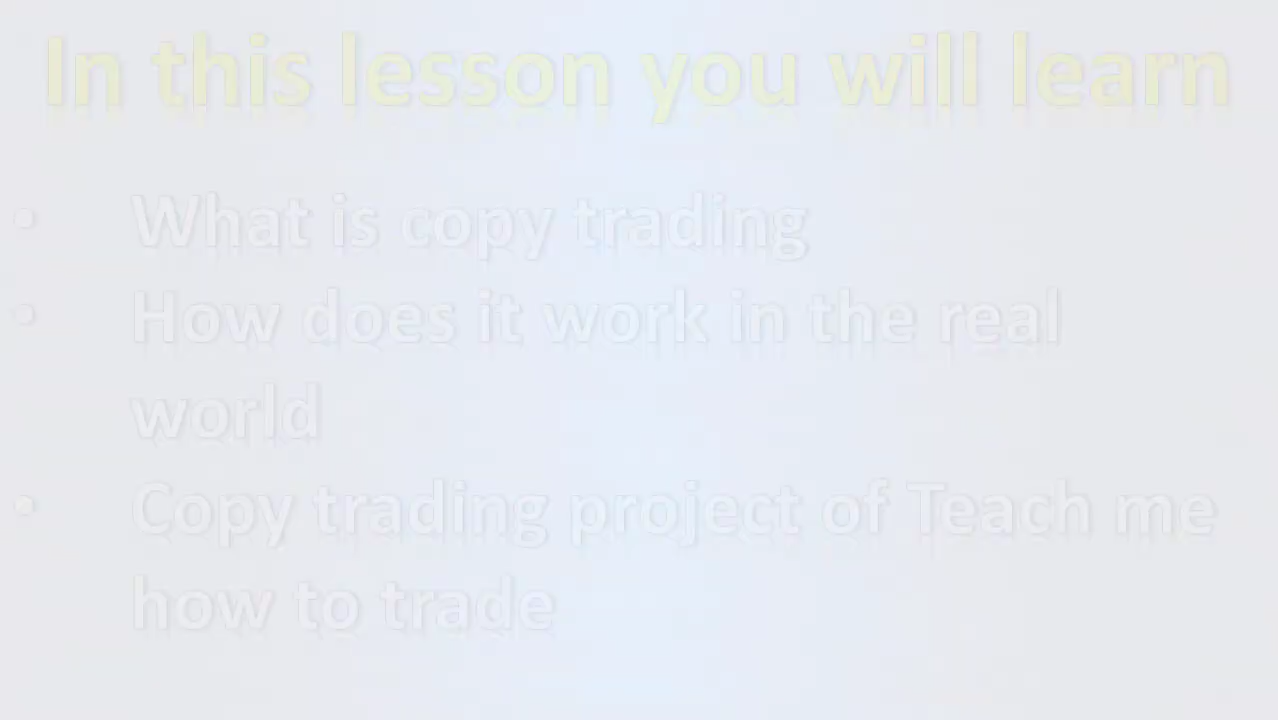 In this lesson you will learn
• What is copy trading
• How does it work in the real
world
• Copy trading project of Teach me
how to trade